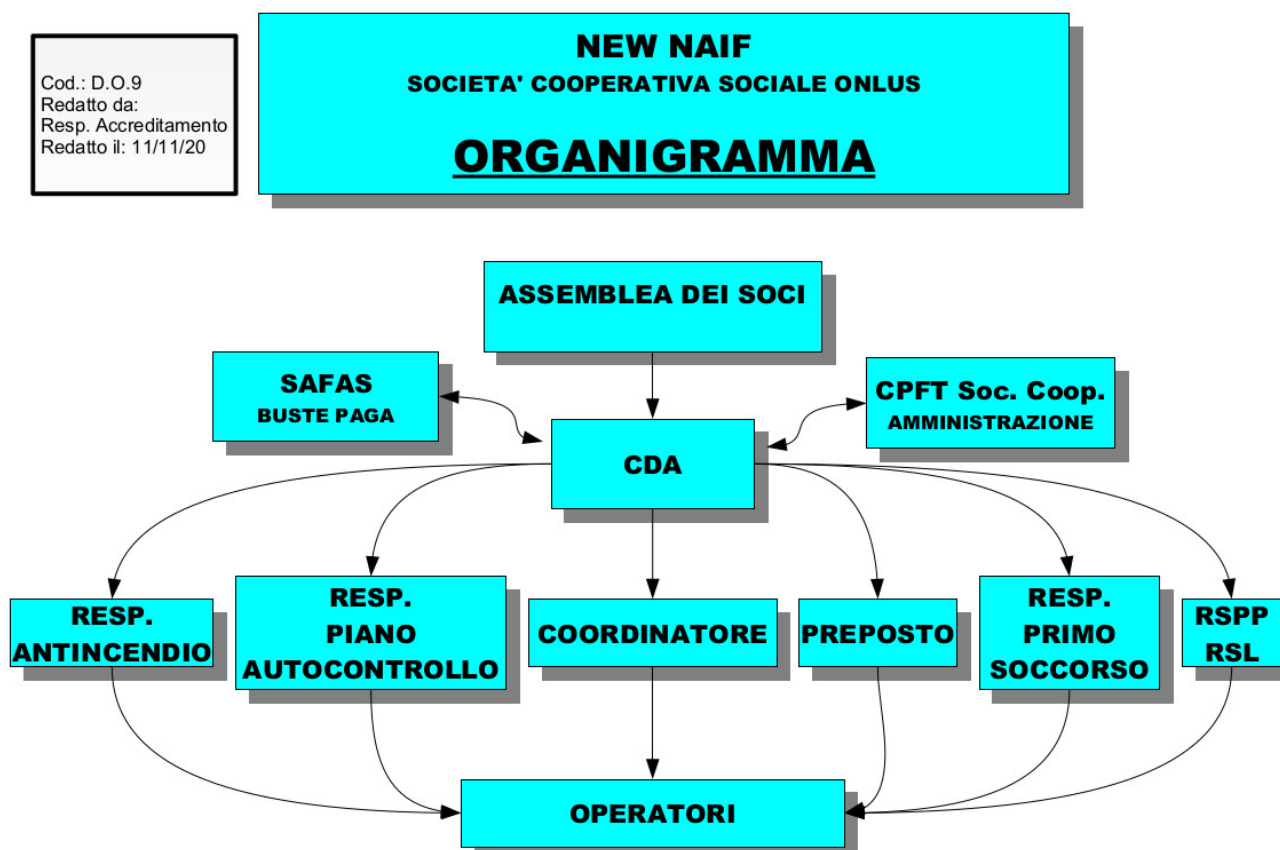 Cod.: D.O.9
Redatto da:
Resp. Accreditamento
Redatto il: 11/11/20
NEW NAIF
SOCIETA' COOPERATIVA SOCIALE ONLUS
ORGANIGRAMMA
ASSEMBLEA DEI SOCI
SAFAS
BUSTE PAGA
CPFT Soc. Coop.
AMMINISTRAZIONE
CDA
RESP.
ANTINCENDIO
RESP.
PIANO
AUTOCONTROLLO
COORDINATORE
PREPOSTO
RESP.
PRIMO
SOCCORSO
RSPP
RSL
OPERATORI